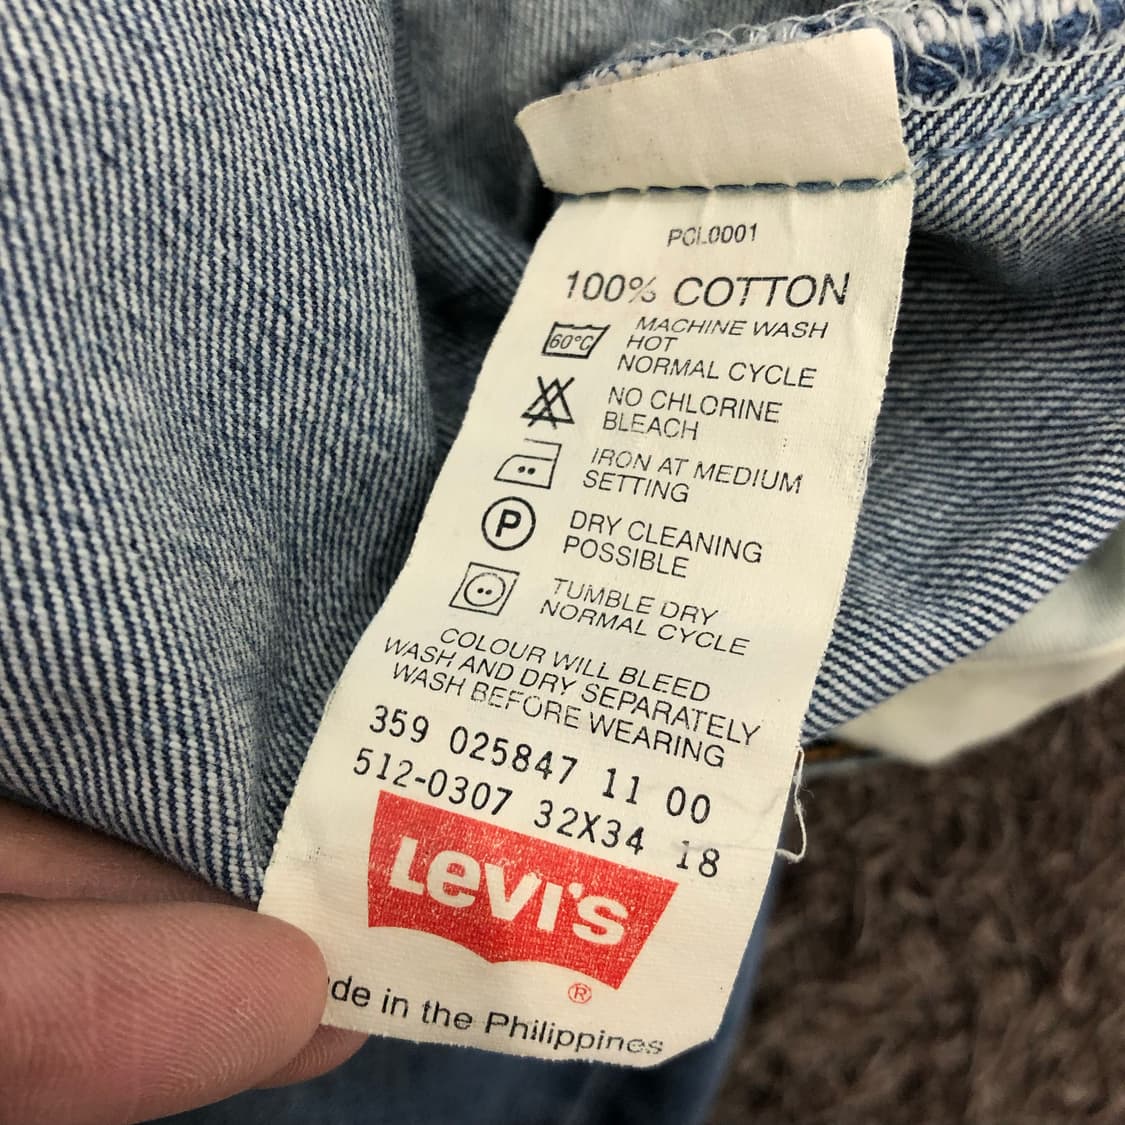 PCL0001
100% COTTON
60°C
MACHINE WASH
HOT
NORMAL CYCLE
NO CHLORINE
BLEACH
IRON AT MEDIUM
SETTING
P
DRY CLEANING
POSSIBLE
TUMBLE DRY
NORMAL CYCLE
COLOUR WILL BLEED
WASH AND DRY SEPARATELY
WASH BEFORE WEARING
359 025847 11 00
512-0307 32X34 18
Levi's
®
de in the Philippines